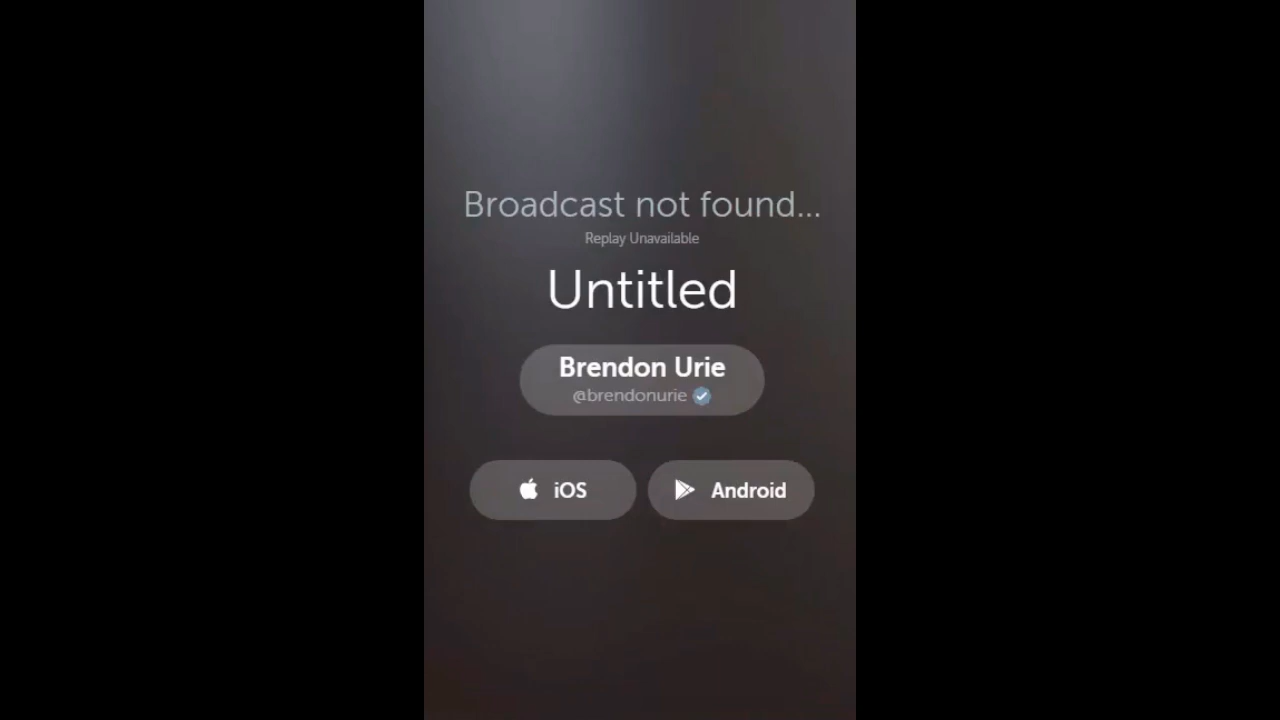 Broadcast not found...
Replay Unavailable
Untitled
Brendon Urie
@brendonurie
iOS
Android